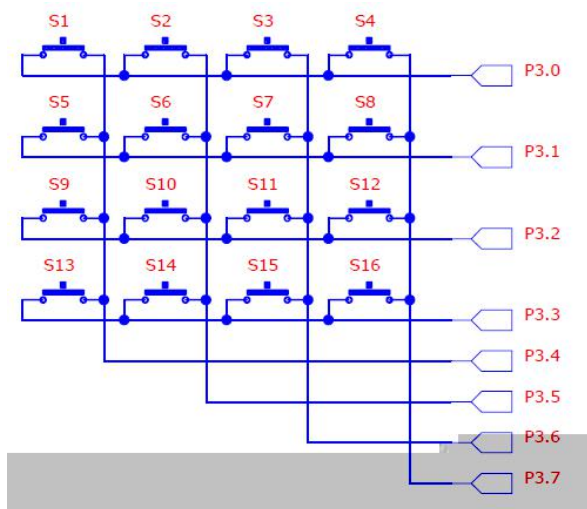 S1 S2 S3 S4
P3.0
S5 S6 S7 S8
P3.1
S9 S10 S11 S12
P3.2
S13 S14 S15 S16
P3.3
P3.4
P3.5
P3.6
P3.7